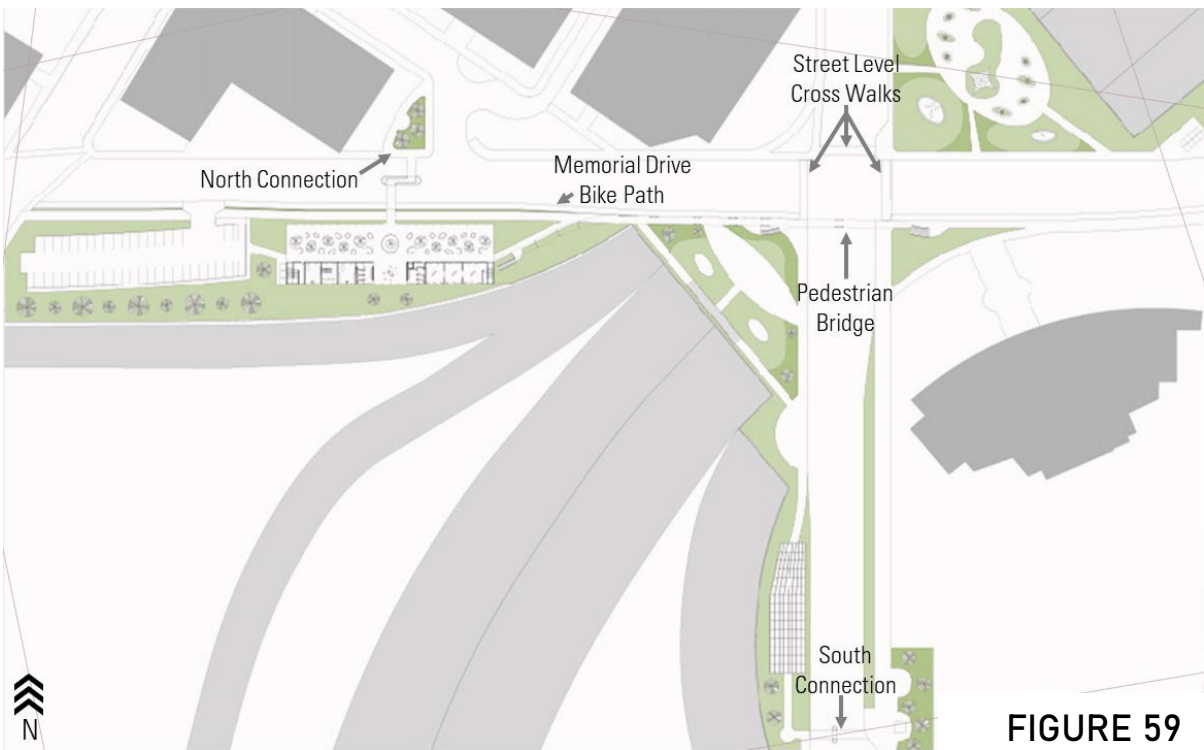 Street Level
Cross Walks
North Connection
Memorial Drive
Bike Path
Pedestrian
Bridge
South
Connection
N
FIGURE 59